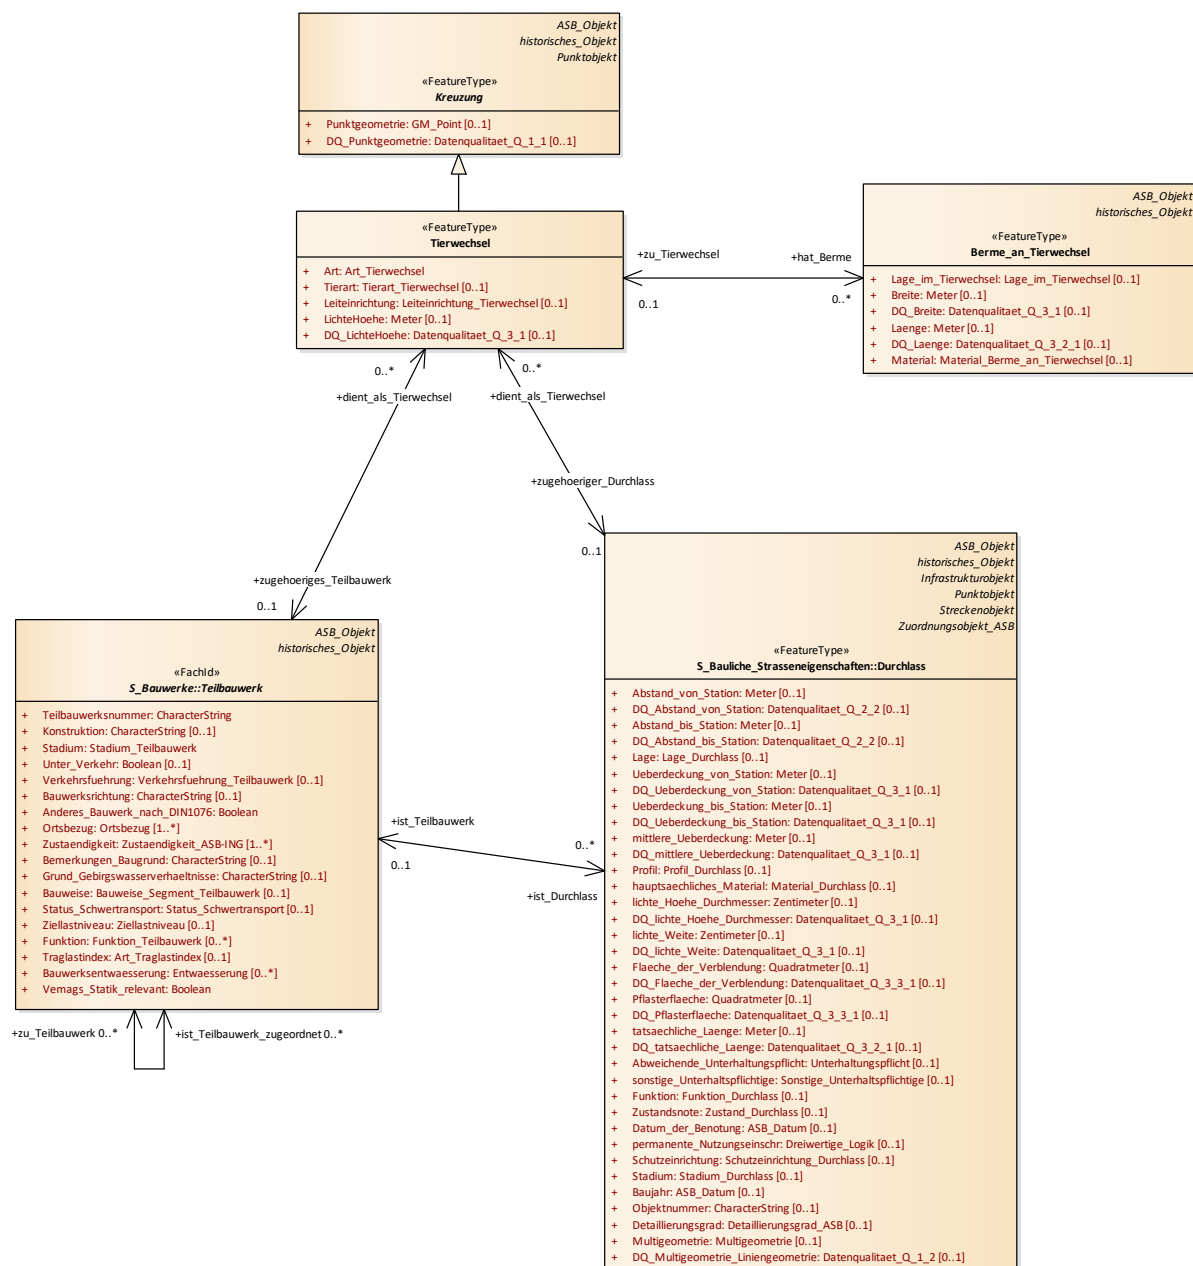 ASB_Objekt
historisches_Objekt
Punktobjekt
«FeatureType»
Kreuzung
+ Punktgeometrie: GM_Point [0..1]
+ DQ_Punktgeometrie: Datenqualitaet_Q_1_1 [0..1]
«FeatureType»
Tierwechsel
+ Art: Art_Tierwechsel
+ Tierart: Tierart_Tierwechsel [0..1]
+ Leiteinrichtung: Leiteinrichtung_Tierwechsel [0..1]
+ LichteHoehe: Meter [0..1]
+ DQ_LichteHoehe: Datenqualitaet_Q_3_1 [0..1]
+zu_Tierwechsel
0..1
+hat_Berme
0..*
ASB_Objekt
historisches_Objekt
«FeatureType»
Berme_an_Tierwechsel
+ Lage_im_Tierwechsel: Lage_im_Tierwechsel [0..1]
+ Breite: Meter [0..1]
+ DQ_Breite: Datenqualitaet_Q_3_1 [0..1]
+ Laenge: Meter [0..1]
+ DQ_Laenge: Datenqualitaet_Q_3_2_1 [0..1]
+ Material: Material_Berme_an_Tierwechsel [0..1]
0..*
+dient_als_Tierwechsel
0..*
+dient_als_Tierwechsel
+zugehoeriger_Durchlass
0..1
+zugehoeriges_Teilbauwerk
0..1
ASB_Objekt
historisches_Objekt
«FachId»
S_Bauwerke::Teilbauwerk
+ Teilbauwerksnummer: CharacterString
+ Konstruktion: CharacterString [0..1]
+ Stadium: Stadium_Teilbauwerk
+ Unter_Verkehr: Boolean [0..1]
+ Verkehrsfuehrung: Verkehrsfuehrung_Teilbauwerk [0..1]
+ Bauwerksrichtung: CharacterString [0..1]
+ Anderes_Bauwerk_nach_DIN1076: Boolean
+ Ortsbezug: Ortsbezug [1..*]
+ Zustaendigkeit: Zustaendigkeit_ASB-ING [1..*]
+ Bemerkungen_Baugrund: CharacterString [0..1]
+ Grund_Gebirgswasserverhaeltnisse: CharacterString [0..1]
+ Bauweise: Bauweise_Segment_Teilbauwerk [0..1]
+ Status_Schwertransport: Status_Schwertransport [0..1]
+ Ziellastniveau: Ziellastniveau [0..1]
+ Funktion: Funktion_Teilbauwerk [0..*]
+ Traglastindex: Art_Traglastindex [0..1]
+ Bauwerksentwaesserung: Entwaesserung [0..*]
+ Vemags_Statik_relevant: Boolean
+zu_Teilbauwerk 0..*
+ist_Teilbauwerk_zugeordnet 0..*
+ist_Teilbauwerk
0..1
0..*
+ist_Durchlass
ASB_Objekt
historisches_Objekt
Infrastrukturobjekt
Punktobjekt
Streckenobjekt
Zuordnungsobjekt_ASB
«FeatureType»
S_Bauliche_Strasseneigenschaften::Durchlass
+ Abstand_von_Station: Meter [0..1]
+ DQ_Abstand_von_Station: Datenqualitaet_Q_2_2 [0..1]
+ Abstand_bis_Station: Meter [0..1]
+ DQ_Abstand_bis_Station: Datenqualitaet_Q_2_2 [0..1]
+ Lage: Lage_Durchlass [0..1]
+ Ueberdeckung_von_Station: Meter [0..1]
+ DQ_Ueberdeckung_von_Station: Datenqualitaet_Q_3_1 [0..1]
+ Ueberdeckung_bis_Station: Meter [0..1]
+ DQ_Ueberdeckung_bis_Station: Datenqualitaet_Q_3_1 [0..1]
+ mittlere_Ueberdeckung: Meter [0..1]
+ DQ_mittlere_Ueberdeckung: Datenqualitaet_Q_3_1 [0..1]
+ Profil: Profil_Durchlass [0..1]
+ hauptsaechliches_Material: Material_Durchlass [0..1]
+ lichte_Hoehe_Durchmesser: Zentimeter [0..1]
+ DQ_lichte_Hoehe_Durchmesser: Datenqualitaet_Q_3_1 [0..1]
+ lichte_Weite: Zentimeter [0..1]
+ DQ_lichte_Weite: Datenqualitaet_Q_3_1 [0..1]
+ Flaeche_der_Verblendung: Quadratmeter [0..1]
+ DQ_Flaeche_der_Verblendung: Datenqualitaet_Q_3_3_1 [0..1]
+ Pflasterflaeche: Quadratmeter [0..1]
+ DQ_Pflasterflaeche: Datenqualitaet_Q_3_3_1 [0..1]
+ tatsaechliche_Laenge: Meter [0..1]
+ DQ_tatsaechliche_Laenge: Datenqualitaet_Q_3_2_1 [0..1]
+ Abweichende_Unterhaltungspflicht: Unterhaltungspflicht [0..1]
+ sonstige_Unterhaltspflichtige: Sonstige_Unterhaltspflichtige [0..1]
+ Funktion: Funktion_Durchlass [0..1]
+ Zustandsnote: Zustand_Durchlass [0..1]
+ Datum_der_Benotung: ASB_Datum [0..1]
+ permanente_Nutzungseinschr: Dreiwertige_Logik [0..1]
+ Schutzeinrichtung: Schutzeinrichtung_Durchlass [0..1]
+ Stadium: Stadium_Durchlass [0..1]
+ Baujahr: ASB_Datum [0..1]
+ Objektnummer: CharacterString [0..1]
+ Detaillierungsgrad: Detaillierungsgrad_ASB [0..1]
+ Multigeometrie: Multigeometrie [0..1]
+ DQ_Multigeometrie_Liniengeometrie: Datenqualitaet_Q_1_2 [0..1]